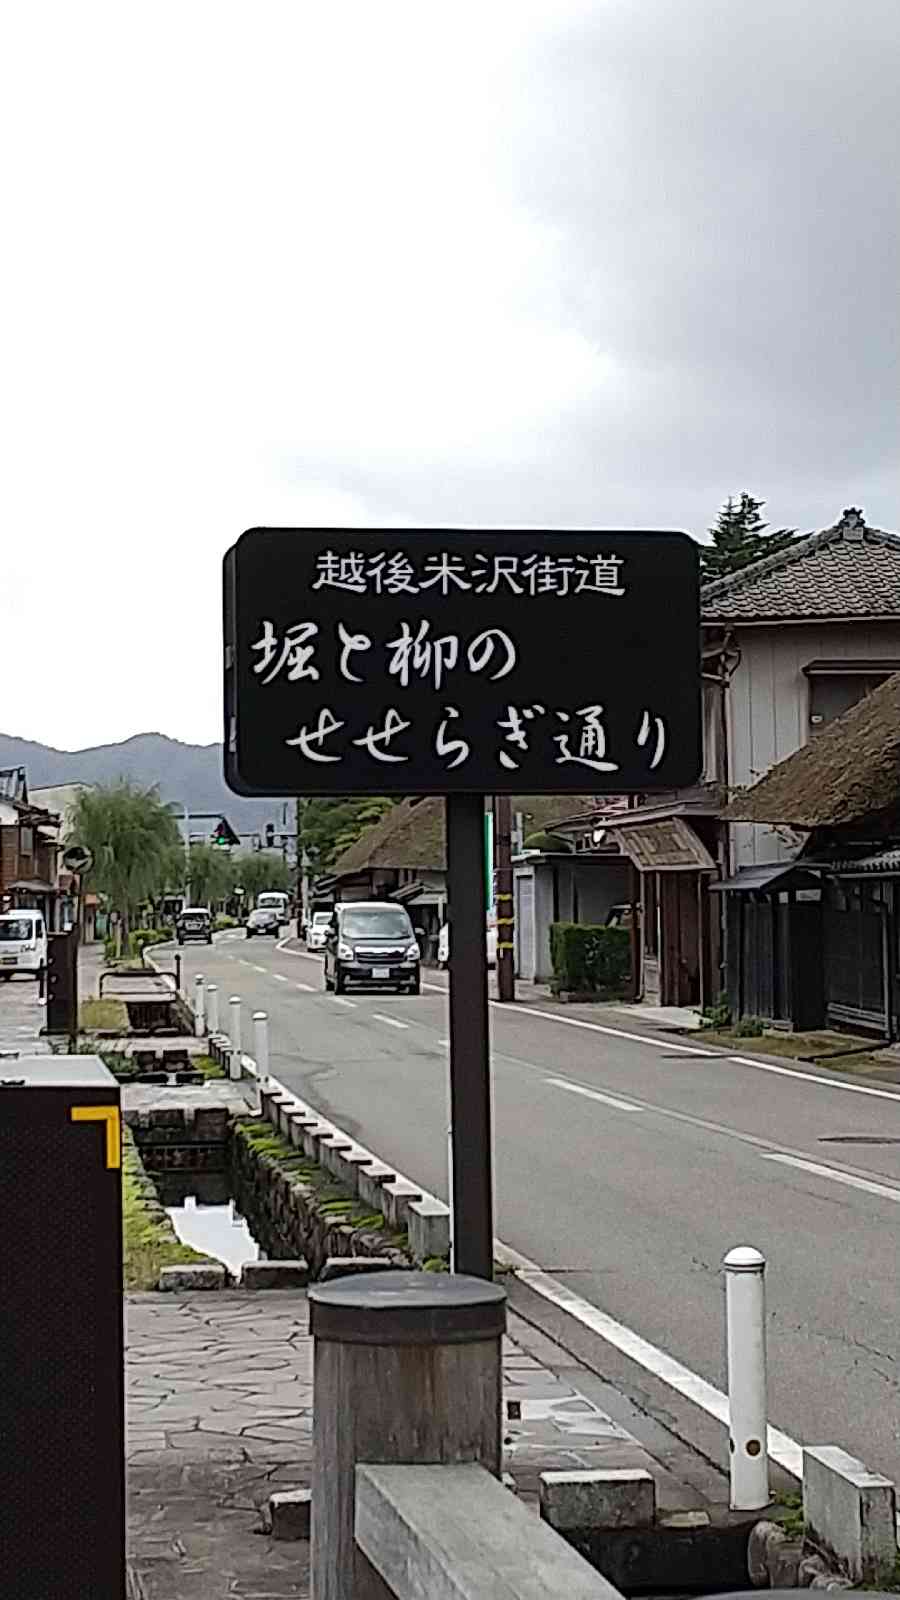 越後米沢街道
堀と柳の
せせらぎ通り